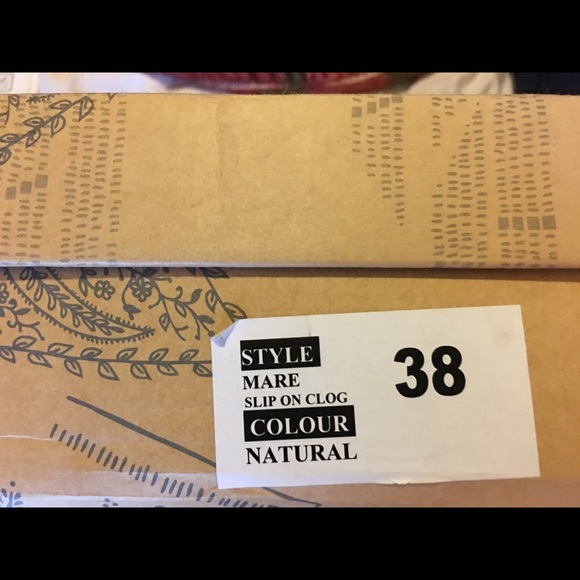 STYLE
MARE
SLIP ON CLOG
COLOUR
NATURAL
38